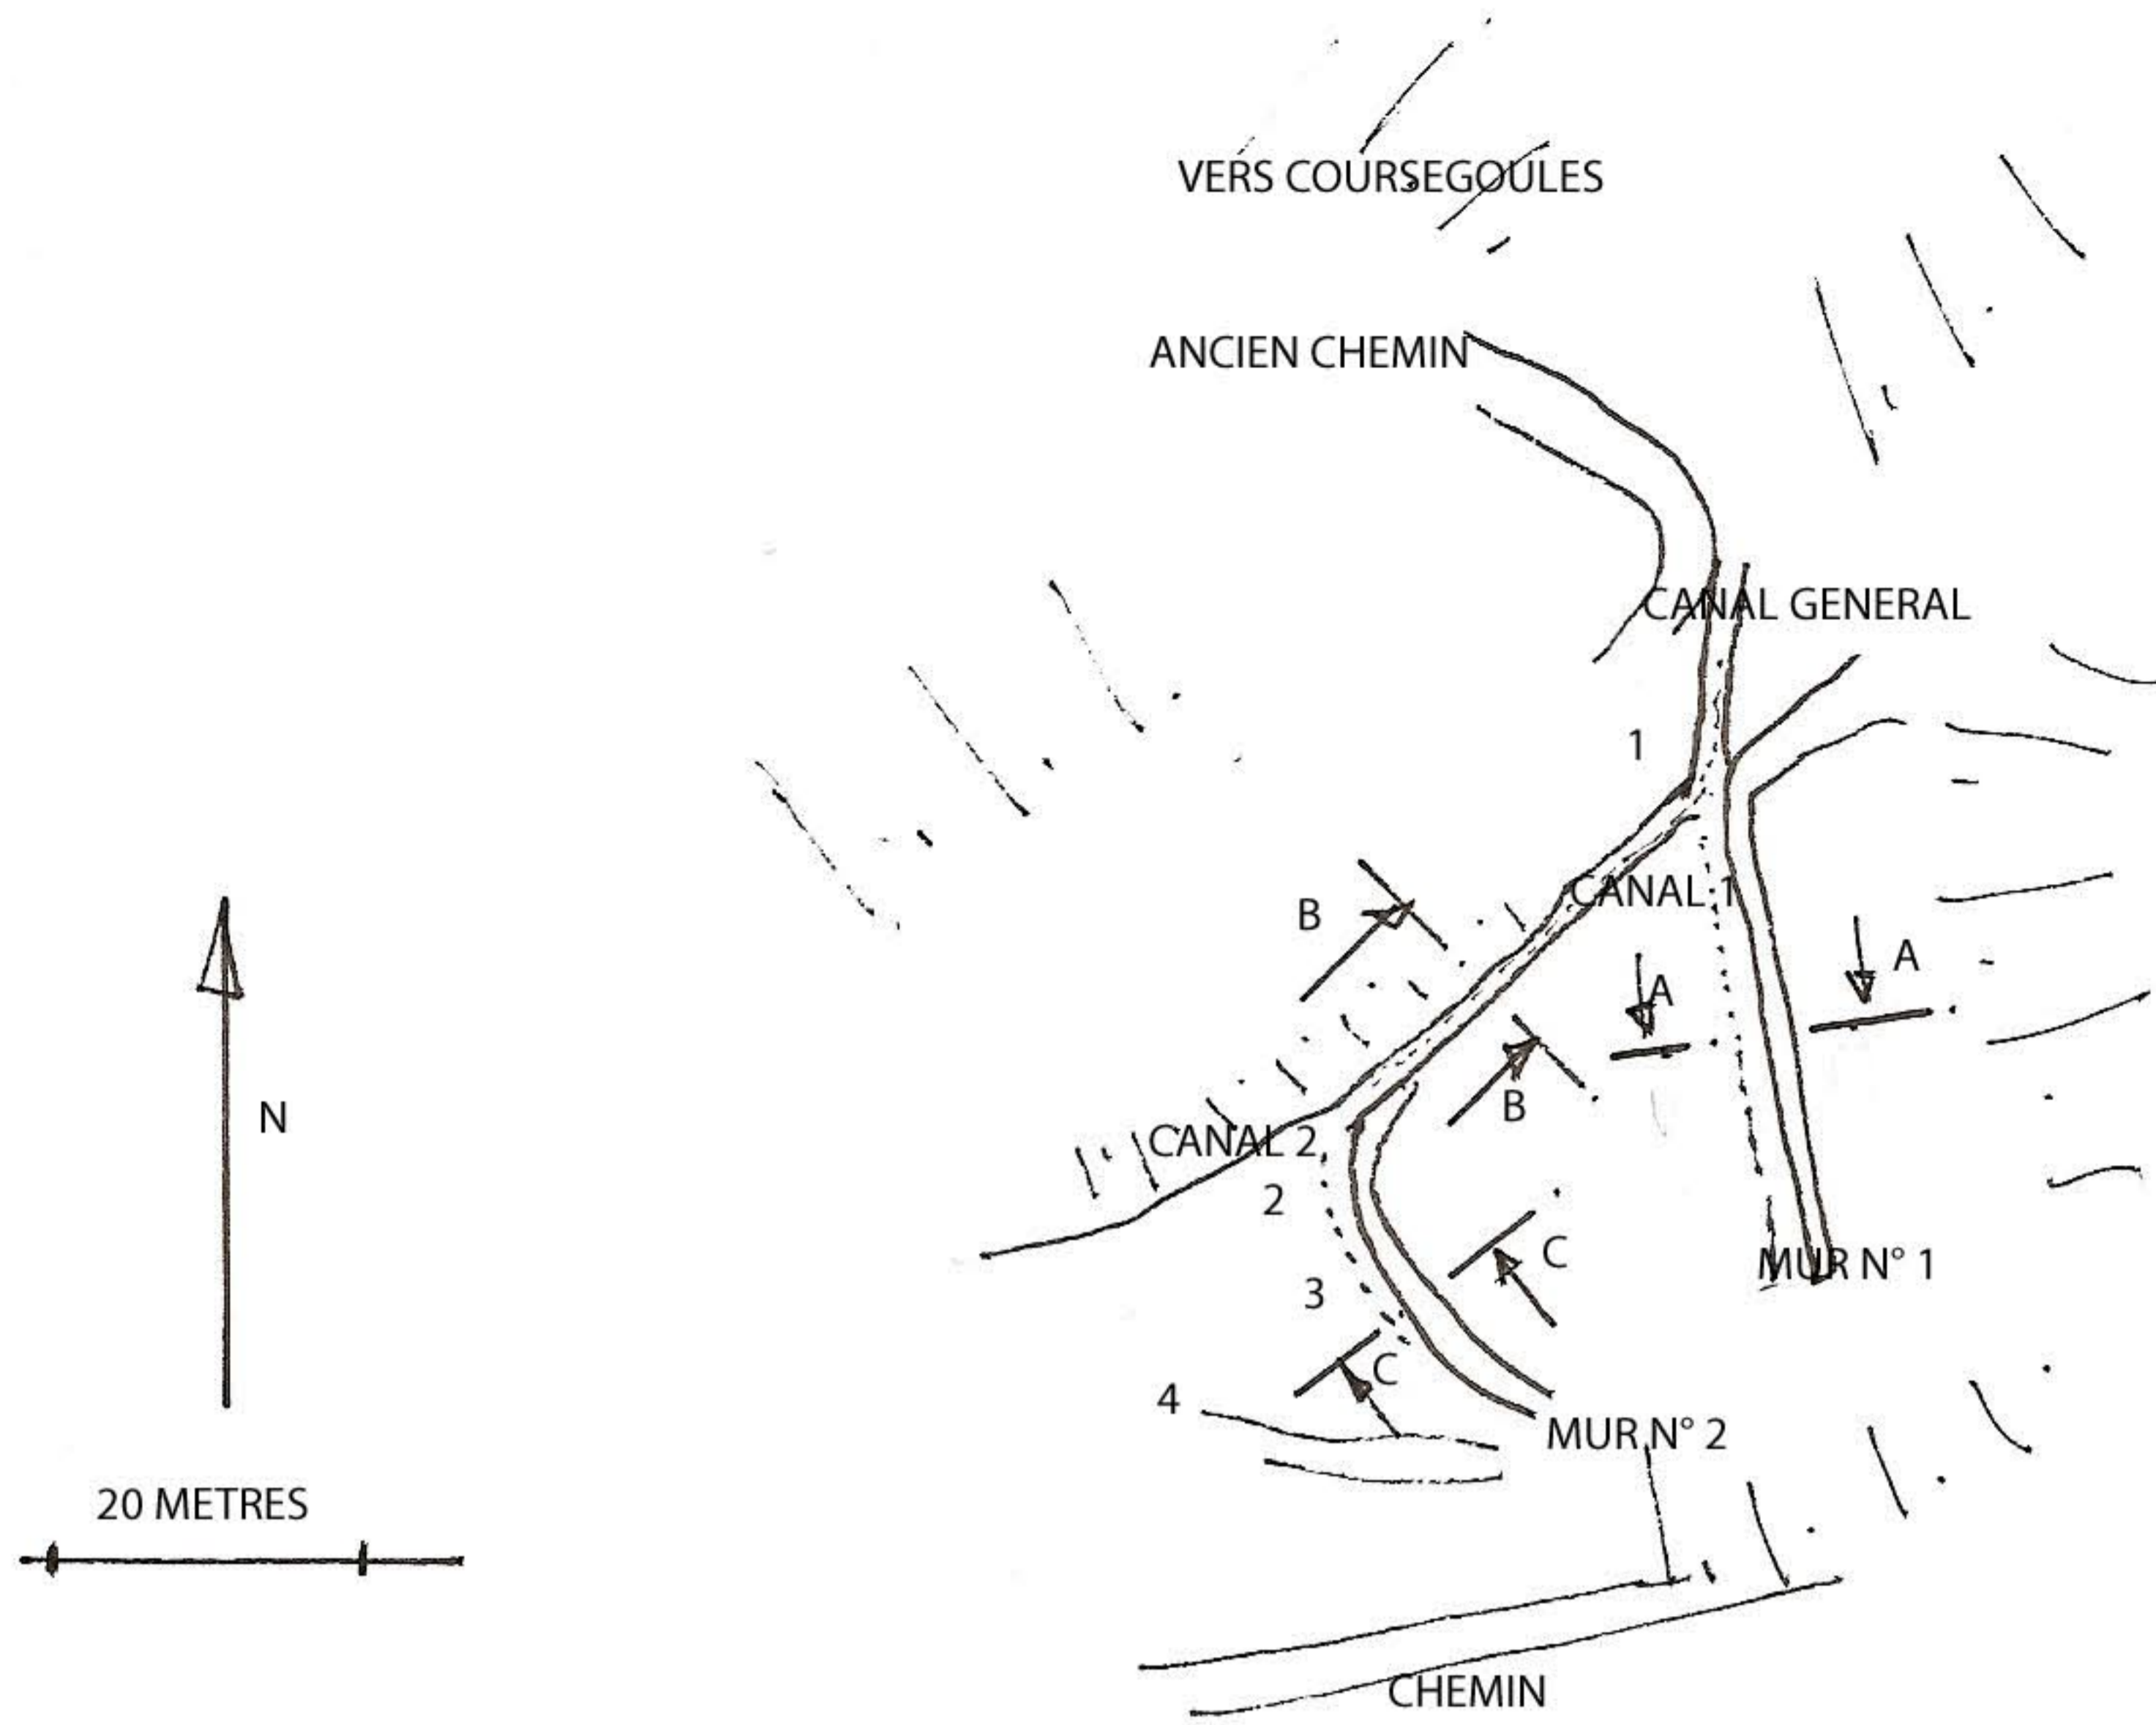 VERS COURSEGOULES
ANCIEN CHEMIN
CANAL GENERAL
1
CANAL 1
B
A
A
B
N
CANAL 2
2
C
MUR N° 1
3
C
4
MUR N° 2
20 METRES
CHEMIN